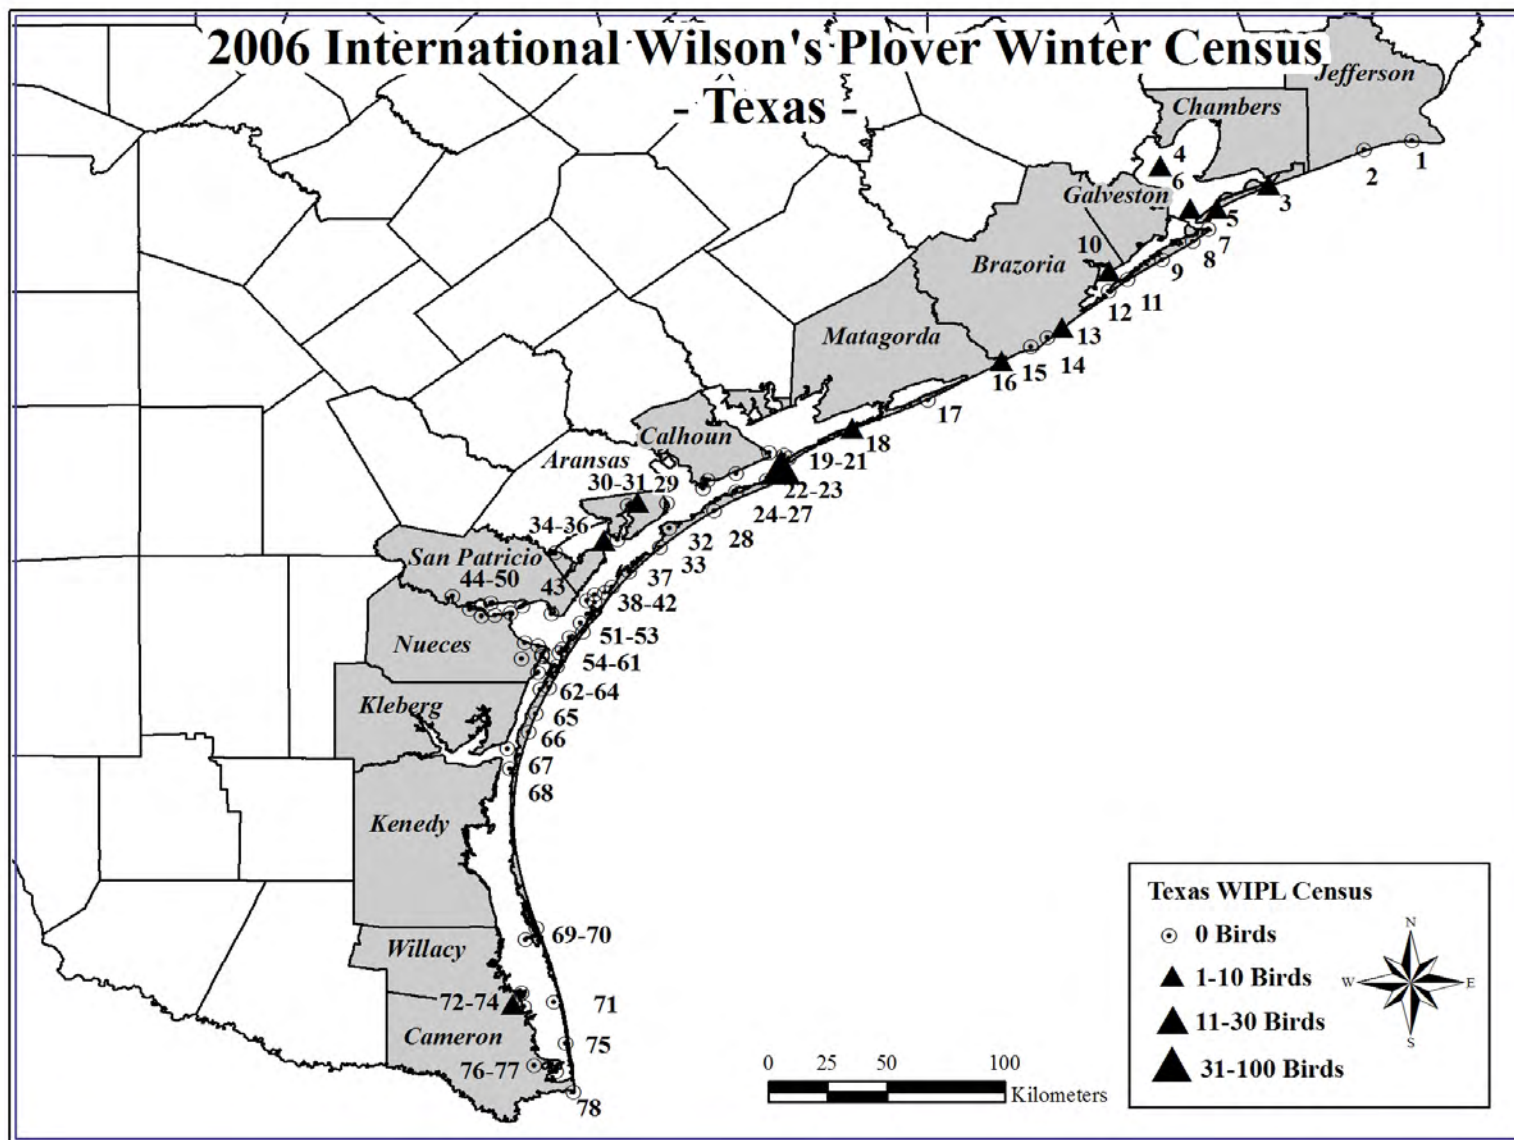 2006 International Wilson's Plover Winter Census
- Texas -
Jefferson
Chambers
4
6
1
2
3
Galveston
5
7
8
10
Brazoria
9
11
12
Matagorda
13
14
15
16
17
Calhoun
18
Aransas
19-21
30-31 29
22-23
24-27
34-36
28
32
San Patricio
33
44-50
43
37
38-42
51-53
Nueces
54-61
62-64
Kleberg
65
66
67
68
Kenedy
69-70
Willacy
72-74
71
Cameron
75
76-77
78
Texas WIPL Census
0 Birds
1-10 Birds
11-30 Birds
31-100 Birds
N
W
E
S
0 25 50 100
Kilometers